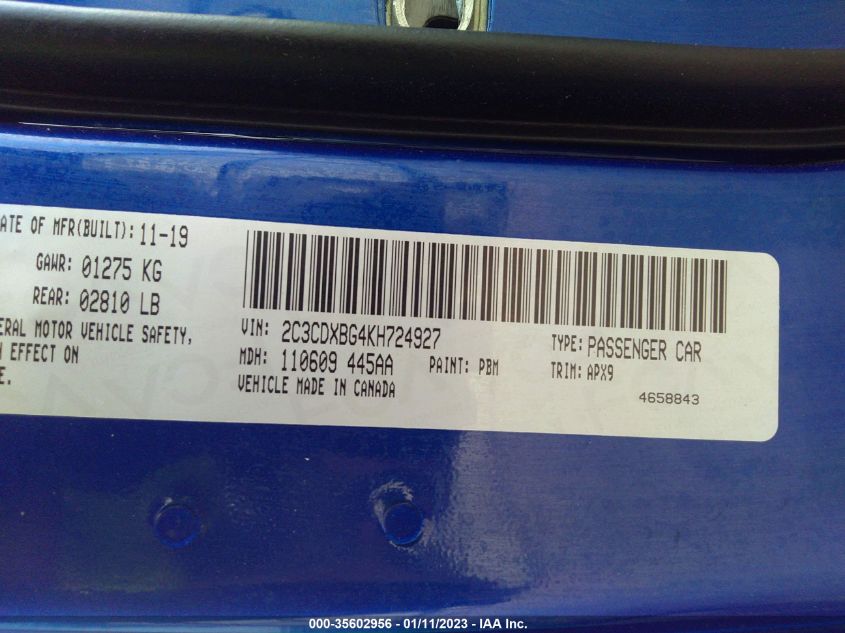 ATE OF MFR(BUILT): 11-19
GAWR: 01275 KG
REAR: 02810 LB
ERAL MOTOR VEHICLE SAFETY,
H EFFECT ON
E.
VIN: 2C3CDXBG4KH724927
TYPE: PASSENGER CAR
MDH: 110609 445AA
PAINT: PBM
TRIM: APX9
VEHICLE MADE IN CANADA
4658843
000-35602956 - 01/11/2023 - IAA Inc.